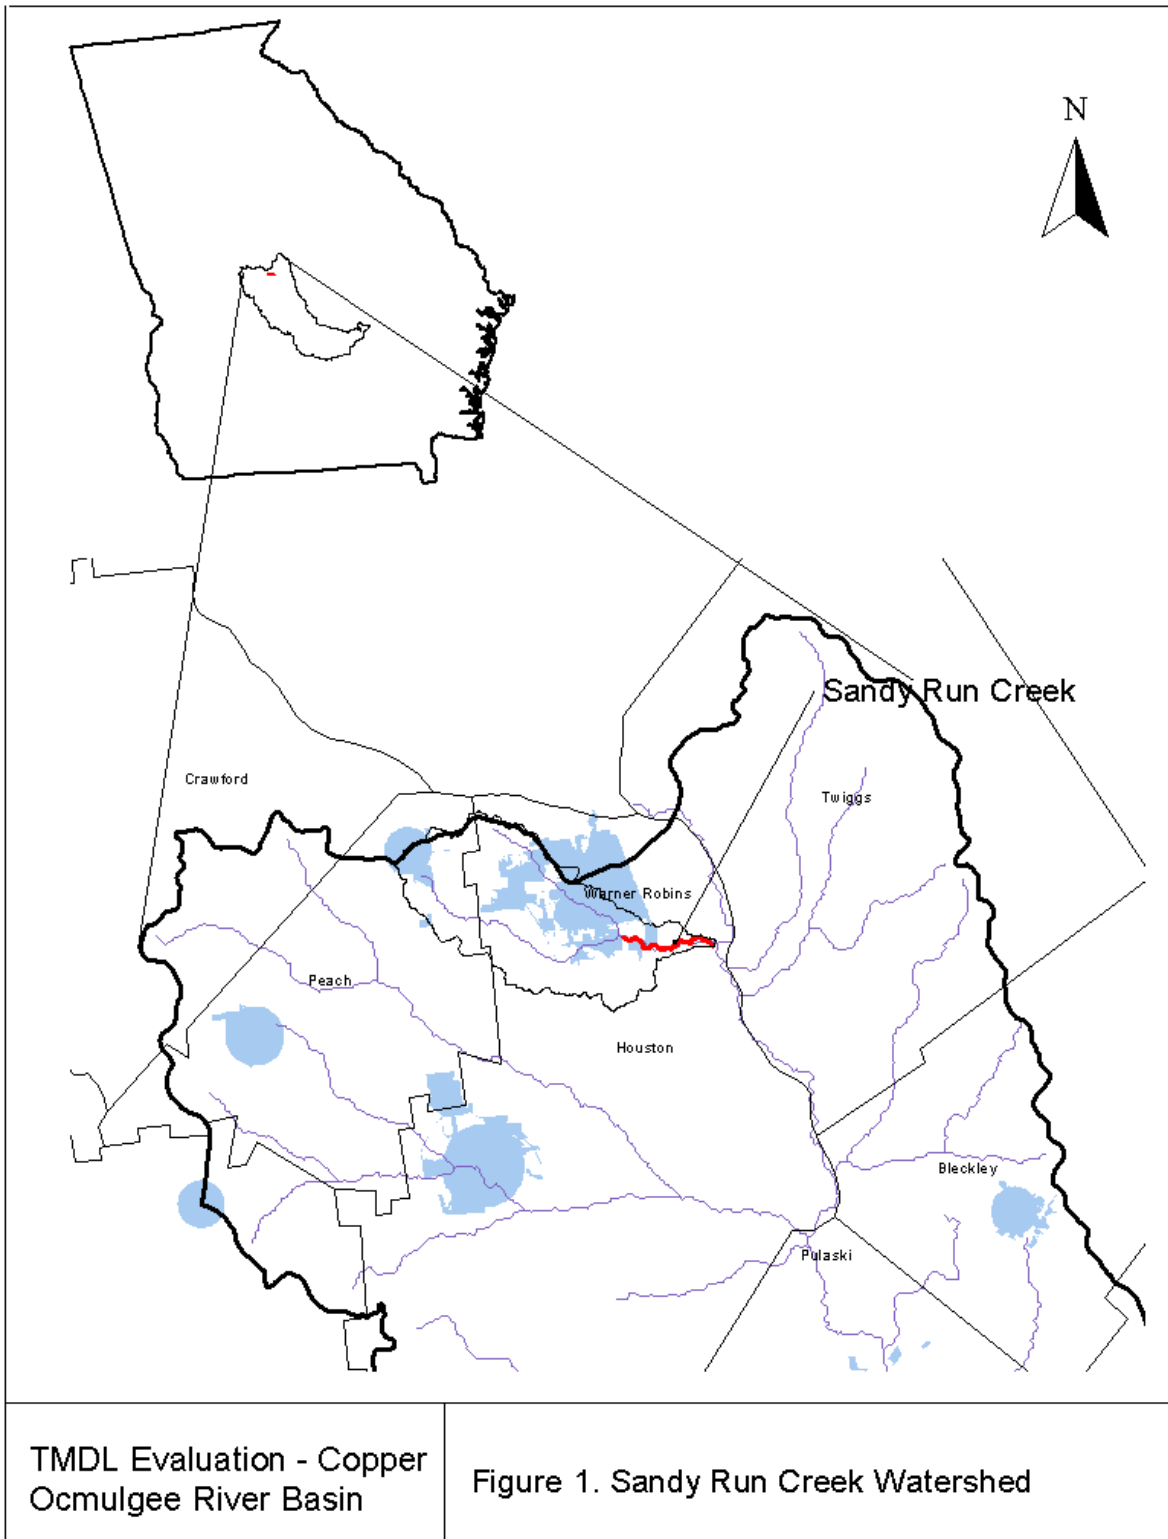 N
Sandy Run Creek
Crawford
Twiggs
Warner Robins
Peach
Houston
Bleckley
Pulaski
TMDL Evaluation - Copper
Ocmulgee River Basin
Figure 1. Sandy Run Creek Watershed